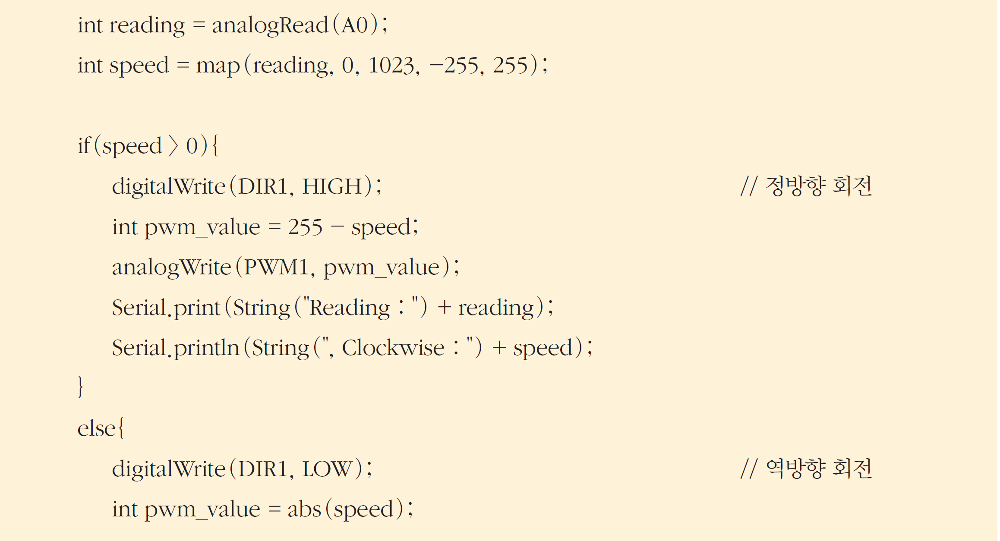 int reading = analogRead(A0);
int speed = map(reading, 0, 1023, -255, 255);
if(speed > 0){
digitalWrite(DIR1, HIGH); // 정방향 회전
int pwm_value = 255 - speed;
analogWrite(PWM1, pwm_value);
Serial.print(String("Reading : ") + reading);
Serial.println(String(", Clockwise : ") + speed);
}
else{
digitalWrite(DIR1, LOW); // 역방향 회전
int pwm_value = abs(speed);